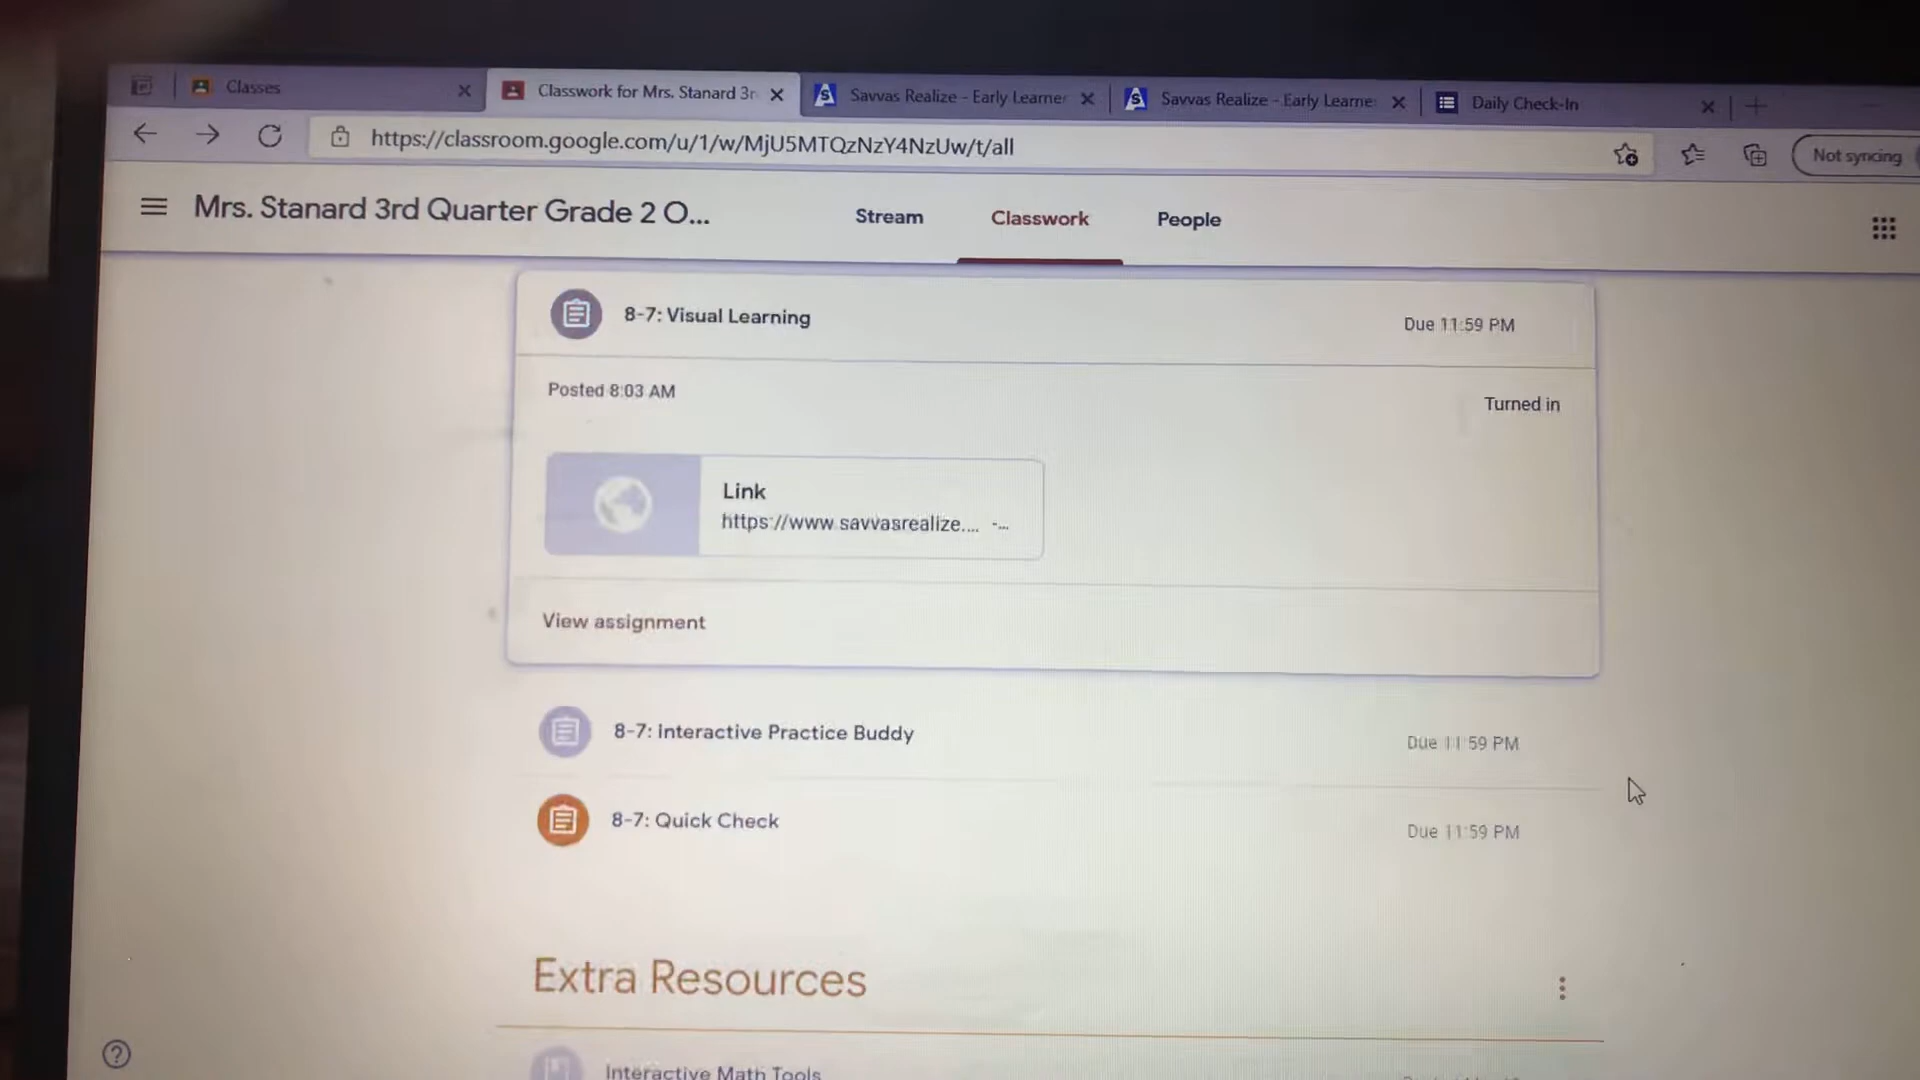 Classes
Classwork for Mrs. Stanard 3r
Savvas Realize - Early Learner
Savvas Realize - Early Learne
Daily Check-In
https://classroom.google.com/u/1/w/MjU5MTQzNzY4NzUw/t/all
Not syncing
Mrs. Stanard 3rd Quarter Grade 2 O...
Stream
Classwork
People
8-7: Visual Learning
Due 11:59 PM
Posted 8:03 AM
Turned in
Link
https://www.savvasrealize.... -...
View assignment
8-7: Interactive Practice Buddy
Due 11:59 PM
8-7: Quick Check
Due 11:59 PM
Extra Resources
Interactive Math Tools